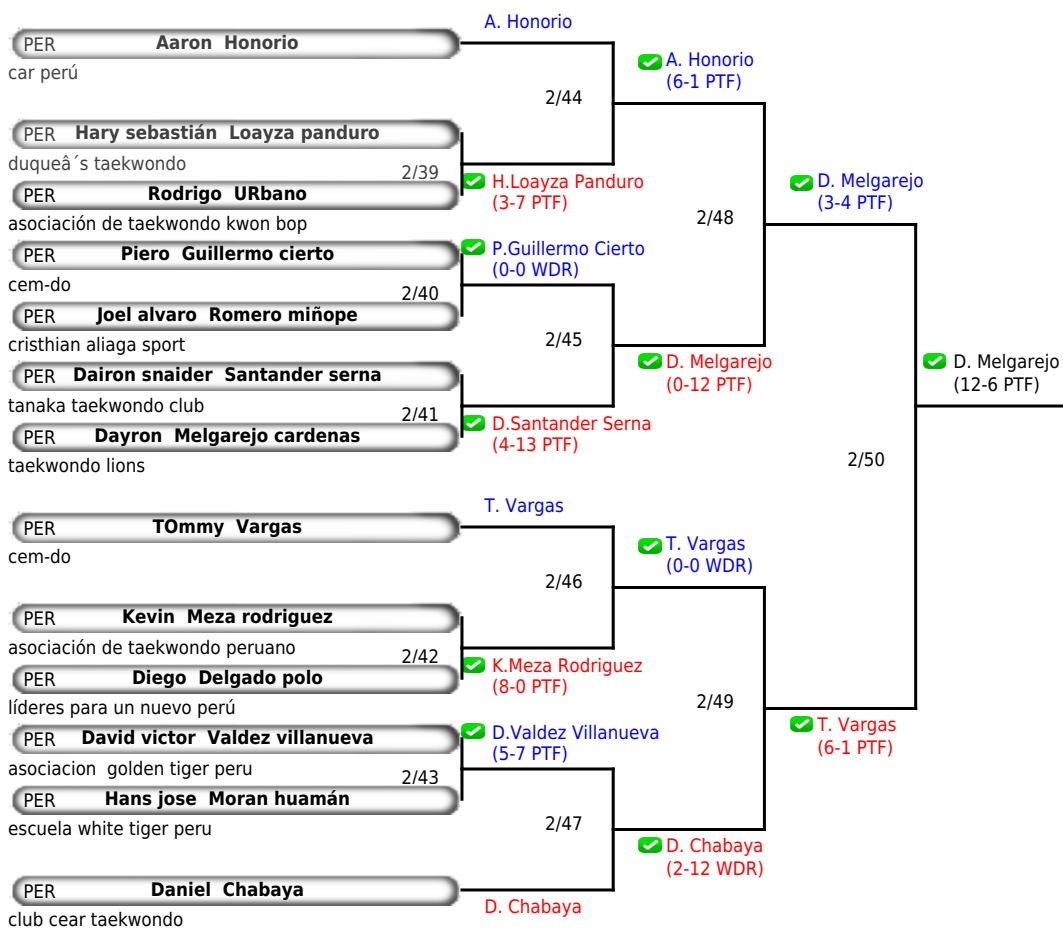 A. Honorio
PER Aaron Honorio
car perú
A. Honorio
(6-1 PTF)
2/44
PER Hary sebastián Loayza panduro
duqueâ´s taekwondo
2/39
H.Loayza Panduro
(3-7 PTF)
D. Melgarejo
(3-4 PTF)
PER Rodrigo URbano
asociación de taekwondo kwon bop
2/48
PER Piero Guillermo cierto
P.Guillermo Cierto
(0-0 WDR)
cem-do
2/40
PER Joel alvaro Romero miñope
cristhian aliaga sport
2/45
D. Melgarejo
(0-12 PTF)
D. Melgarejo
(12-6 PTF)
PER Dairon snaider Santander serna
tanaka taekwondo club
2/41
D.Santander Serna
(4-13 PTF)
PER Dayron Melgarejo cardenas
taekwondo lions
2/50
T. Vargas
PER TOmmy Vargas
cem-do
T. Vargas
(0-0 WDR)
2/46
PER Kevin Meza rodriguez
asociación de taekwondo peruano
2/42
K.Meza Rodriguez
(8-0 PTF)
PER Diego Delgado polo
líderes para un nuevo perú
2/49
T. Vargas
(6-1 PTF)
PER David victor Valdez villanueva
D.Valdez Villanueva
(5-7 PTF)
asociacion golden tiger peru
2/43
PER Hans jose Moran huamán
escuela white tiger peru
2/47
D. Chabaya
(2-12 WDR)
PER Daniel Chabaya
D. Chabaya
club cear taekwondo